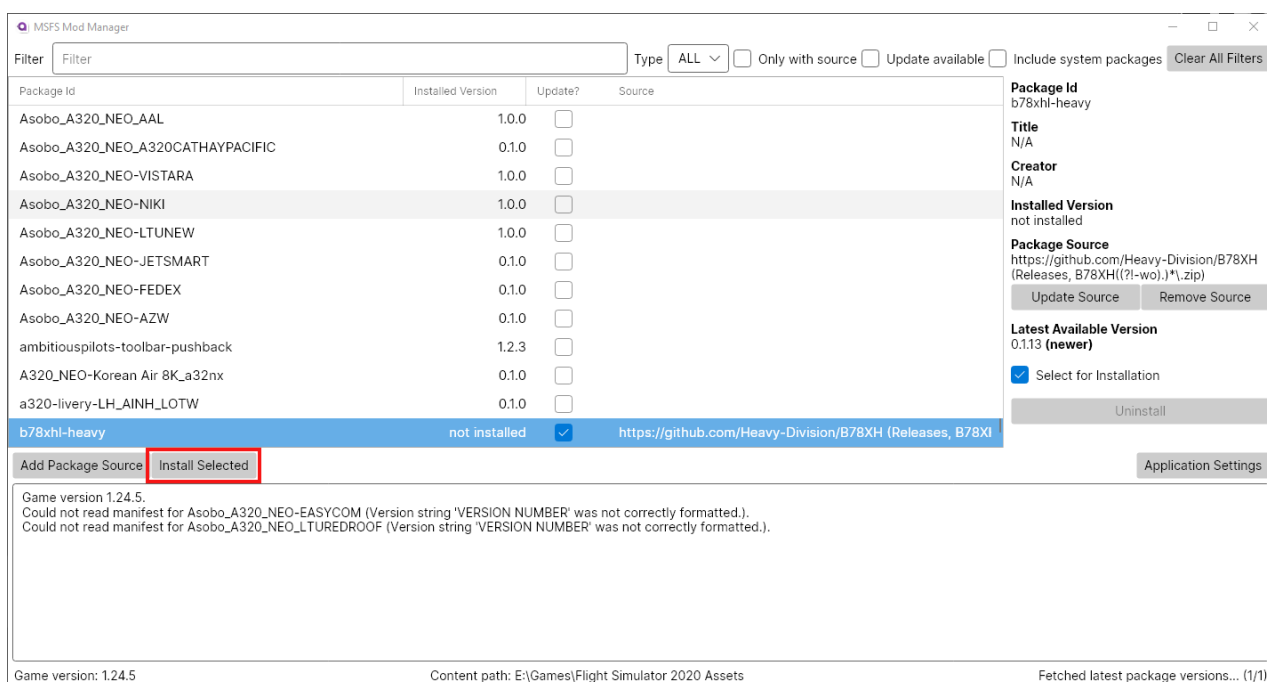 MSFS Mod Manager
Filter Filter Type ALL Only with source Update available Include system packages Clear All Filters
Package Id Installed Version Update? Source
Asobo_A320_NEO_AAL 1.0.0
Asobo_A320_NEO_A320CATHAYPACIFIC 0.1.0
Asobo_A320_NEO-VISTARA 1.0.0
Asobo_A320_NEO-NIKI 1.0.0
Asobo_A320_NEO-LTUNEW 1.0.0
Asobo_A320_NEO-JETSMART 0.1.0
Asobo_A320_NEO-FEDEX 0.1.0
Asobo_A320_NEO-AZW 0.1.0
ambitiouspilots-toolbar-pushback 1.2.3
A320_NEO-Korean Air 8K_a32nx 0.1.0
a320-livery-LH_AINH_LOTW 0.1.0
b78xhl-heavy not installed https://github.com/Heavy-Division/B78XH (Releases, B78XI
Package Id
b78xhl-heavy
Title
N/A
Creator
N/A
Installed Version
not installed
Package Source
https://github.com/Heavy-Division/B78XH
(Releases, B78XH((?!-wo).)*\.zip)
Update Source Remove Source
Latest Available Version
0.1.13 (newer)
Select for Installation
Uninstall
Add Package Source Install Selected Application Settings
Game version 1.24.5.
Could not read manifest for Asobo_A320_NEO-EASYCOM (Version string 'VERSION NUMBER' was not correctly formatted.).
Could not read manifest for Asobo_A320_NEO_LTUREDROOF (Version string 'VERSION NUMBER' was not correctly formatted.).
Game version: 1.24.5 Content path: E:\Games\Flight Simulator 2020 Assets Fetched latest package versions... (1/1)